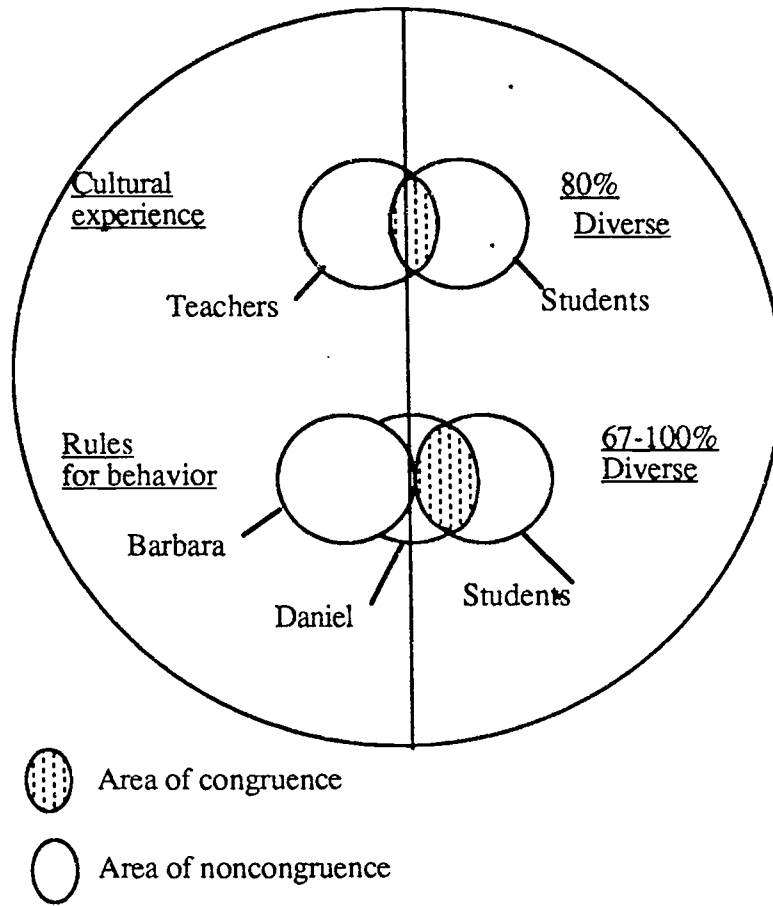 Cultural
experience
80%
Diverse
Teachers
Students
Rules
for behavior
67-100%
Diverse
Barbara
Daniel
Students
Area of congruence
Area of noncongruence